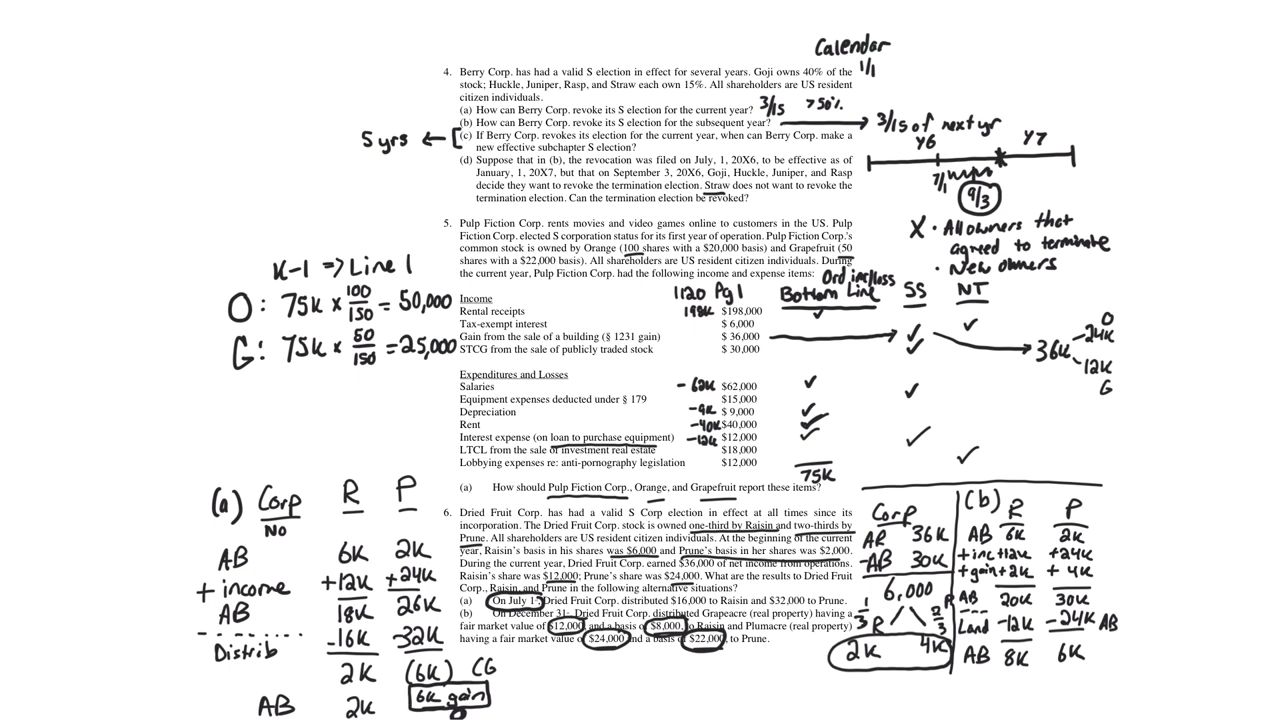 Calendar
1/1
4. Berry Corp. has had a valid S election in effect for several years. Goji owns 40% of the
stock; Huckle, Juniper, Rasp, and Straw each own 15%. All shareholders are US resident
citizen individuals.
(a) How can Berry Corp. revoke its S election for the current year? 3/15 >50%
(b) How can Berry Corp. revoke its S election for the subsequent year? → 3/15 of next yr
5 yrs ← [ (c) If Berry Corp. revokes its election for the current year, when can Berry Corp. make a
new effective subchapter S election?
Y6 Y7
(d) Suppose that in (b), the revocation was filed on July, 1, 20X6, to be effective as of
January, 1, 20X7, but that on September 3, 20X6, Goji, Huckle, Juniper, and Rasp
decide they want to revoke the termination election. Straw does not want to revoke the
termination election. Can the termination election be revoked?
7/1
9/3
X • All owners that
agreed to terminate
• New owners
5. Pulp Fiction Corp. rents movies and video games online to customers in the US. Pulp
Fiction Corp. elected S corporation status for its first year of operation. Pulp Fiction Corp.'s
common stock is owned by Orange (100 shares with a $20,000 basis) and Grapefruit (50
shares with a $22,000 basis). All shareholders are US resident citizen individuals. During
the current year, Pulp Fiction Corp. had the following income and expense items:
K-1 => Line 1
O: 75K × 100/150 = 50,000
G: 75K × 50/150 = 25,000
Ord inc/loss
1120 Pg 1 Bottom Line SS NT
Income
Rental receipts 198K $198,000 ✓
Tax-exempt interest $ 6,000 ✓
Gain from the sale of a building (§ 1231 gain) $ 36,000 → ✓ → 36K
STCG from the sale of publicly traded stock $ 30,000 ✓
O
24K
12K
G
Expenditures and Losses
Salaries - 62K $62,000 ✓
Equipment expenses deducted under § 179 $15,000 ✓
Depreciation -9K $ 9,000 ✓
Rent -40K $40,000 ✓
Interest expense (on loan to purchase equipment) -12K $12,000 ✓
LTCL from the sale of investment real estate $18,000 ✓
Lobbying expenses re: anti-pornography legislation $12,000 ✓
75K
(a) How should Pulp Fiction Corp., Orange, and Grapefruit report these items?
6. Dried Fruit Corp. has had a valid S Corp election in effect at all times since its
incorporation. The Dried Fruit Corp. stock is owned one-third by Raisin and two-thirds by
Prune. All shareholders are US resident citizen individuals. At the beginning of the current
year, Raisin's basis in his shares was $6,000 and Prune's basis in her shares was $2,000.
During the current year, Dried Fruit Corp. earned $36,000 of net income from operations.
Raisin's share was $12,000; Prune's share was $24,000. What are the results to Dried Fruit
Corp., Raisin, and Prune in the following alternative situations?
(a) On July 1, Dried Fruit Corp. distributed $16,000 to Raisin and $32,000 to Prune.
(b) On December 31, Dried Fruit Corp. distributed Grapeacre (real property) having a
fair market value of $12,000 and a basis of $8,000, to Raisin and Plumacre (real property)
having a fair market value of $24,000 and a basis of $22,000, to Prune.
(a) Corp R P
No
AB 6K 2K
+ income +12K +24K
AB 18K 26K
Distrib -16K -32K
2K (6K) CG
AB 2K 6K gain
0
Corp
AR 36K
-AB 30K
6,000
1/3 R 2/3 P
2K 4K
(b) R P
AB 6K 2K
+inc +12K +24K
+gain +2K + 4K
AB 20K 30K
Land -12K -24K AB
AB 8K 6K